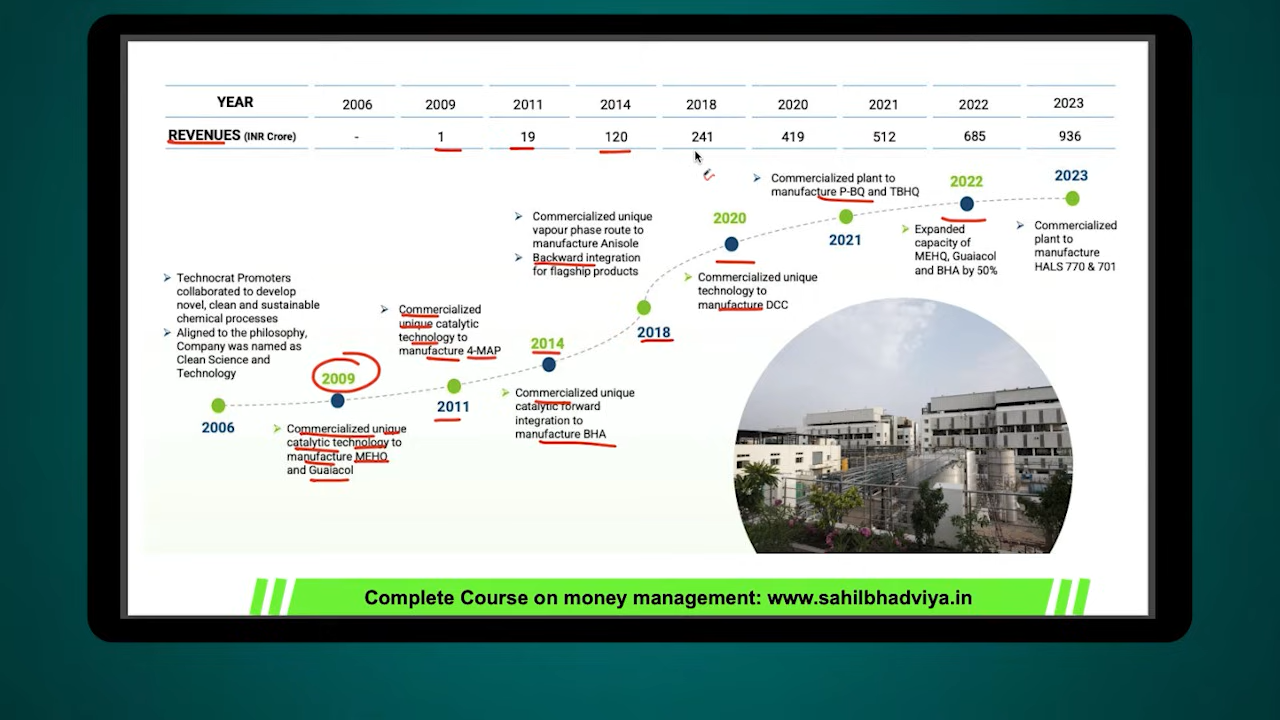 YEAR 2006 2009 2011 2014 2018 2020 2021 2022 2023
REVENUES (INR Crore) - 1 19 120 241 419 512 685 936
Technocrat Promoters
collaborated to develop
novel, clean and sustainable
chemical processes
Aligned to the philosophy,
Company was named as
Clean Science and
Technology
2006
2009
Commercialized unique
catalytic technology to
manufacture MEHQ
and Guaiacol
Commercialized
unique catalytic
technology to
manufacture 4-MAP
2011
2014
Commercialized unique
catalytic forward
integration to
manufacture BHA
Commercialized unique
vapour phase route to
manufacture Anisole
Backward integration
for flagship products
2018
2020
Commercialized unique
technology to
manufacture DCC
Commercialized plant to
manufacture P-BQ and TBHQ
2021
2022
Expanded
capacity of
MEHQ, Guaiacol
and BHA by 50%
2023
Commercialized
plant to
manufacture
HALS 770 & 701
Complete Course on money management: www.sahilbhadviya.in